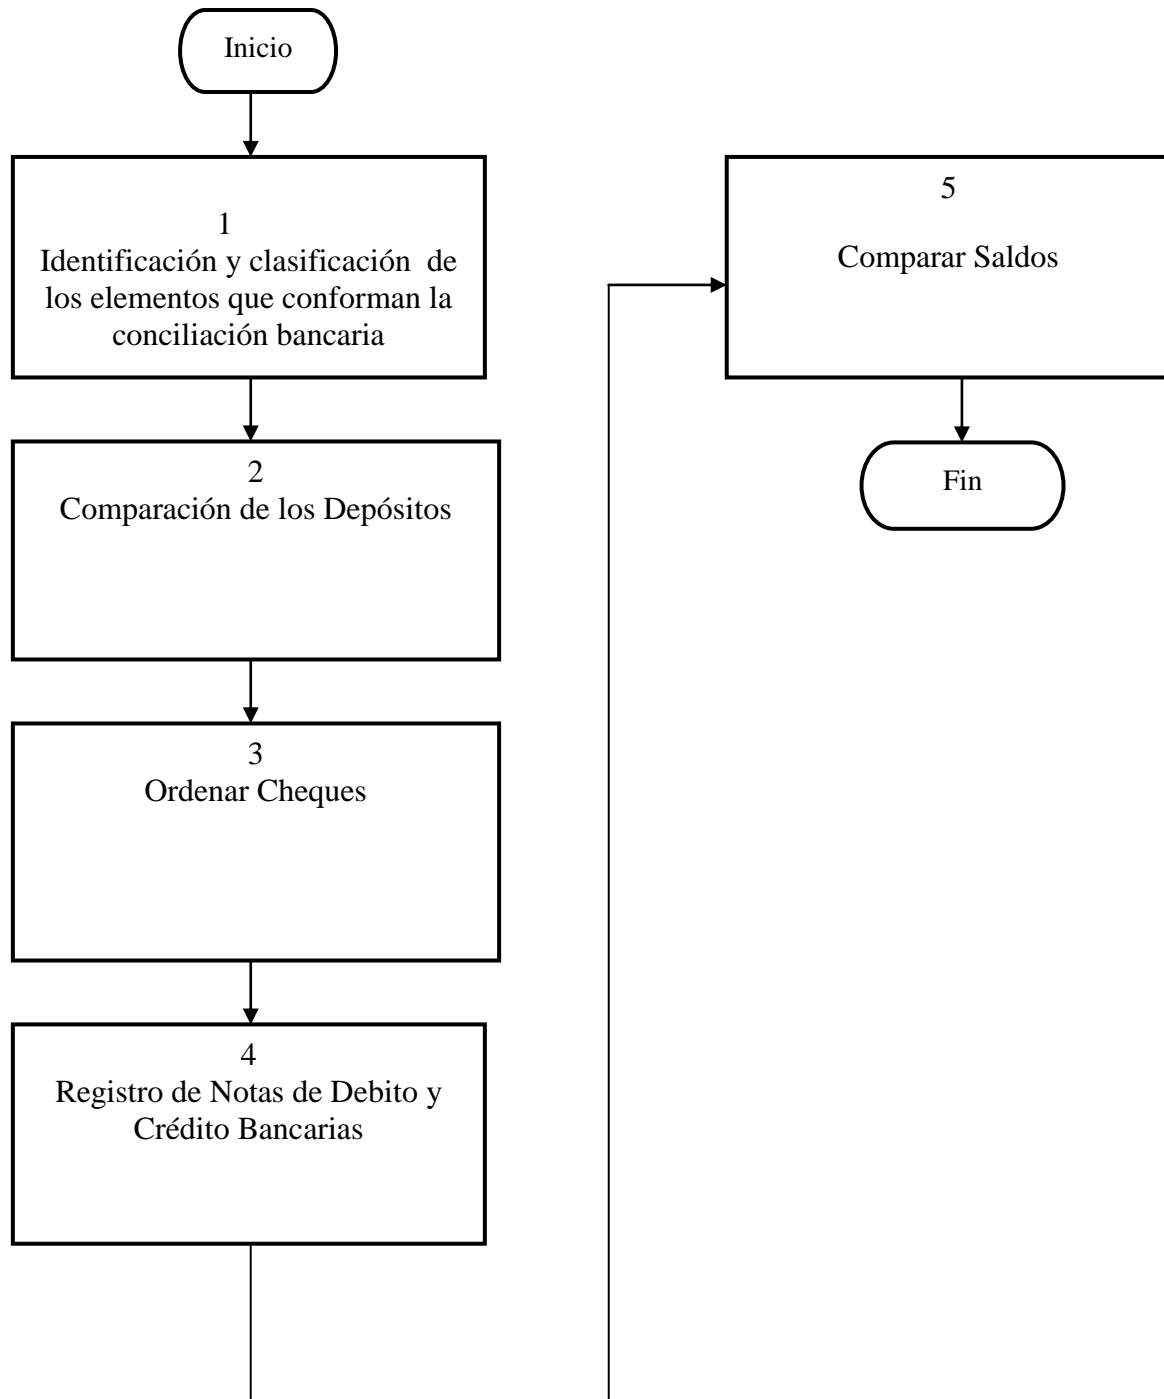 Inicio
1
Identificación y clasificación  de
los elementos que conforman la
conciliación bancaria
2
Comparación de los Depósitos
3
Ordenar Cheques
4
Registro de Notas de Debito y
Crédito Bancarias
5
Comparar Saldos
Fin